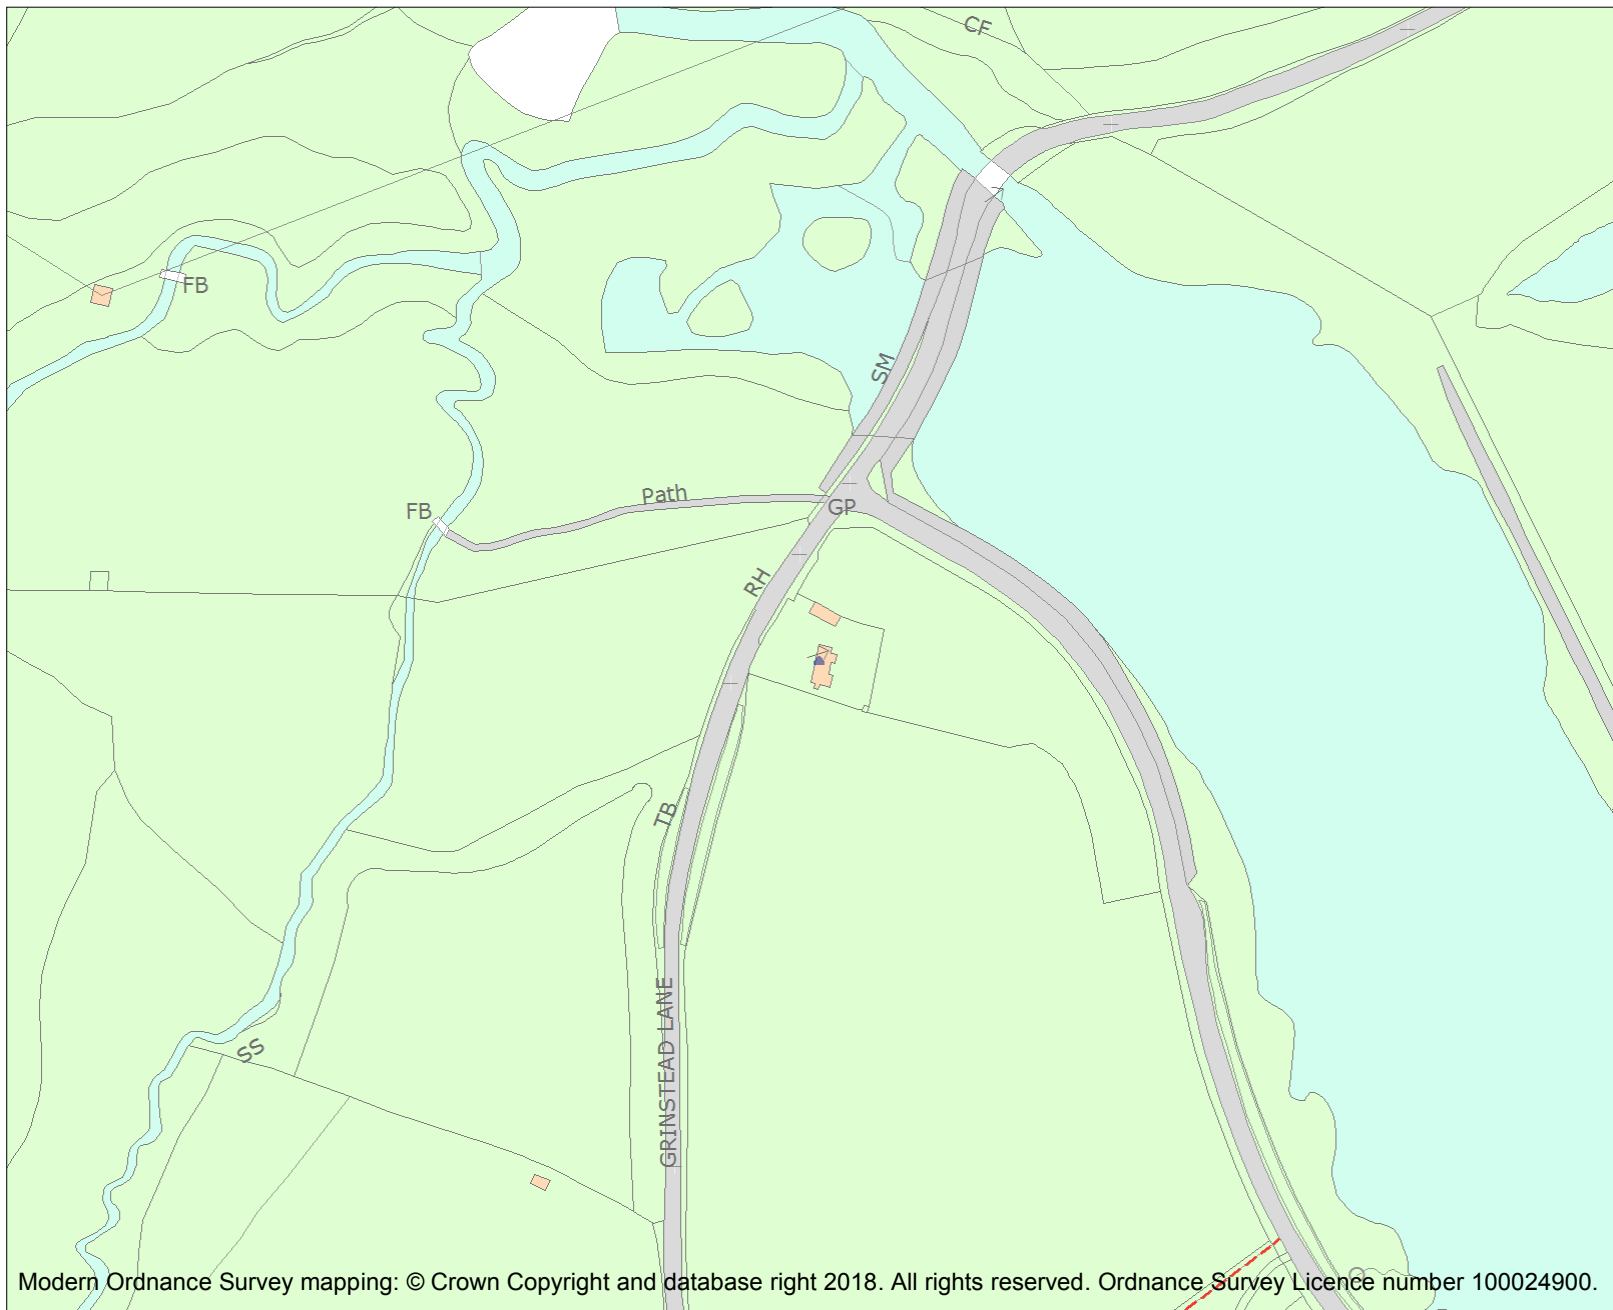 CF
FB
SM
Path
FB
GP
RH
TB
GRINSTEAD LANE
SS
Modern Ordnance Survey mapping: © Crown Copyright and database right 2018. All rights reserved. Ordnance Survey Licence number 100024900.